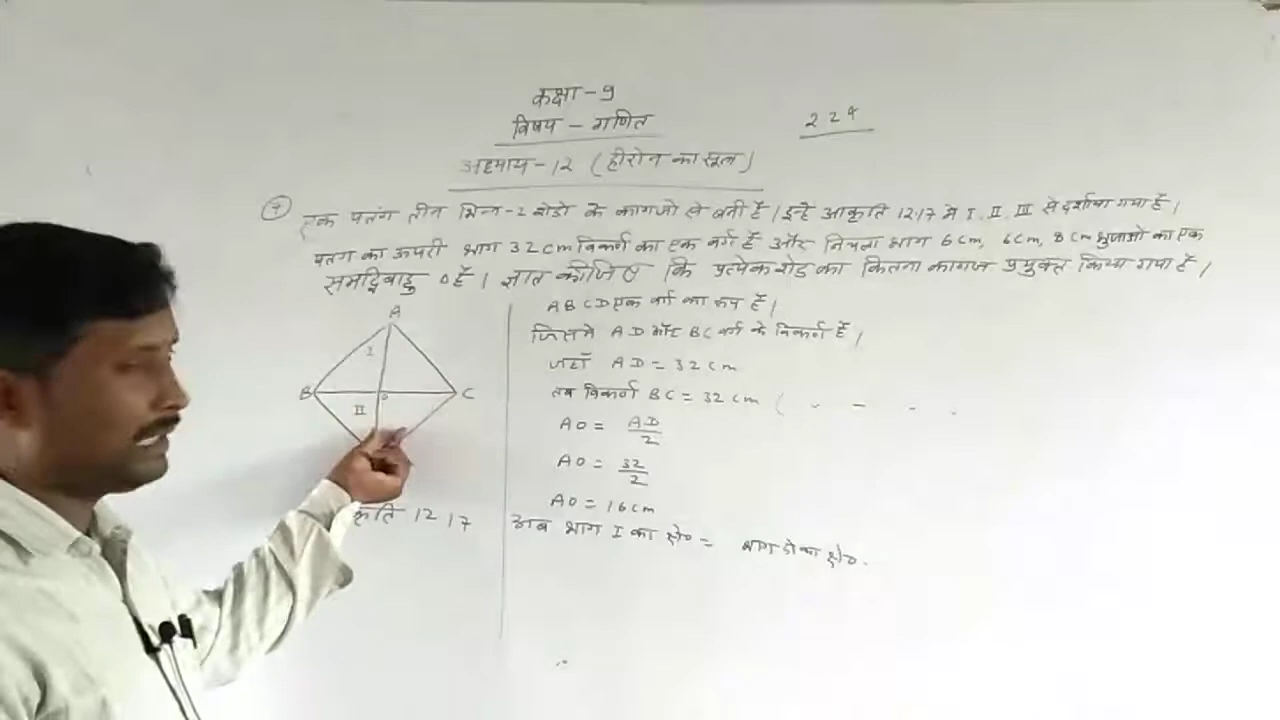 कक्षा - 9
विषय - गणित
224
अध्याय - 12 (हीरोन का सूत्र)
7 एक पतंग तीन भिन्न-2 शेडो के कागजो से बनी है। इन्हे आकृति 12.17 मे I, II, III से दर्शाया गया है।
पतंग का ऊपरी भाग 32 cm विकर्ण का एक वर्ग है और निचला भाग 6 cm, 6 cm, 8 cm भुजाओ का एक
समद्विबाहु Δ है। ज्ञात कीजिए कि प्रत्येक शेड का कितना कागज प्रयुक्त किया गया है।
A
I
B
o
C
II
कृति 12.17
ABCD एक वर्ग का रूप है।
जिसमे AD और BC वर्ग के विकर्ण है।
जहाँ AD = 32 cm
तब विकर्ण BC = 32 cm (
AO = AD/2
AO = 32/2
AO = 16 cm
अब भाग I का क्षे० = भाग II का क्षे०